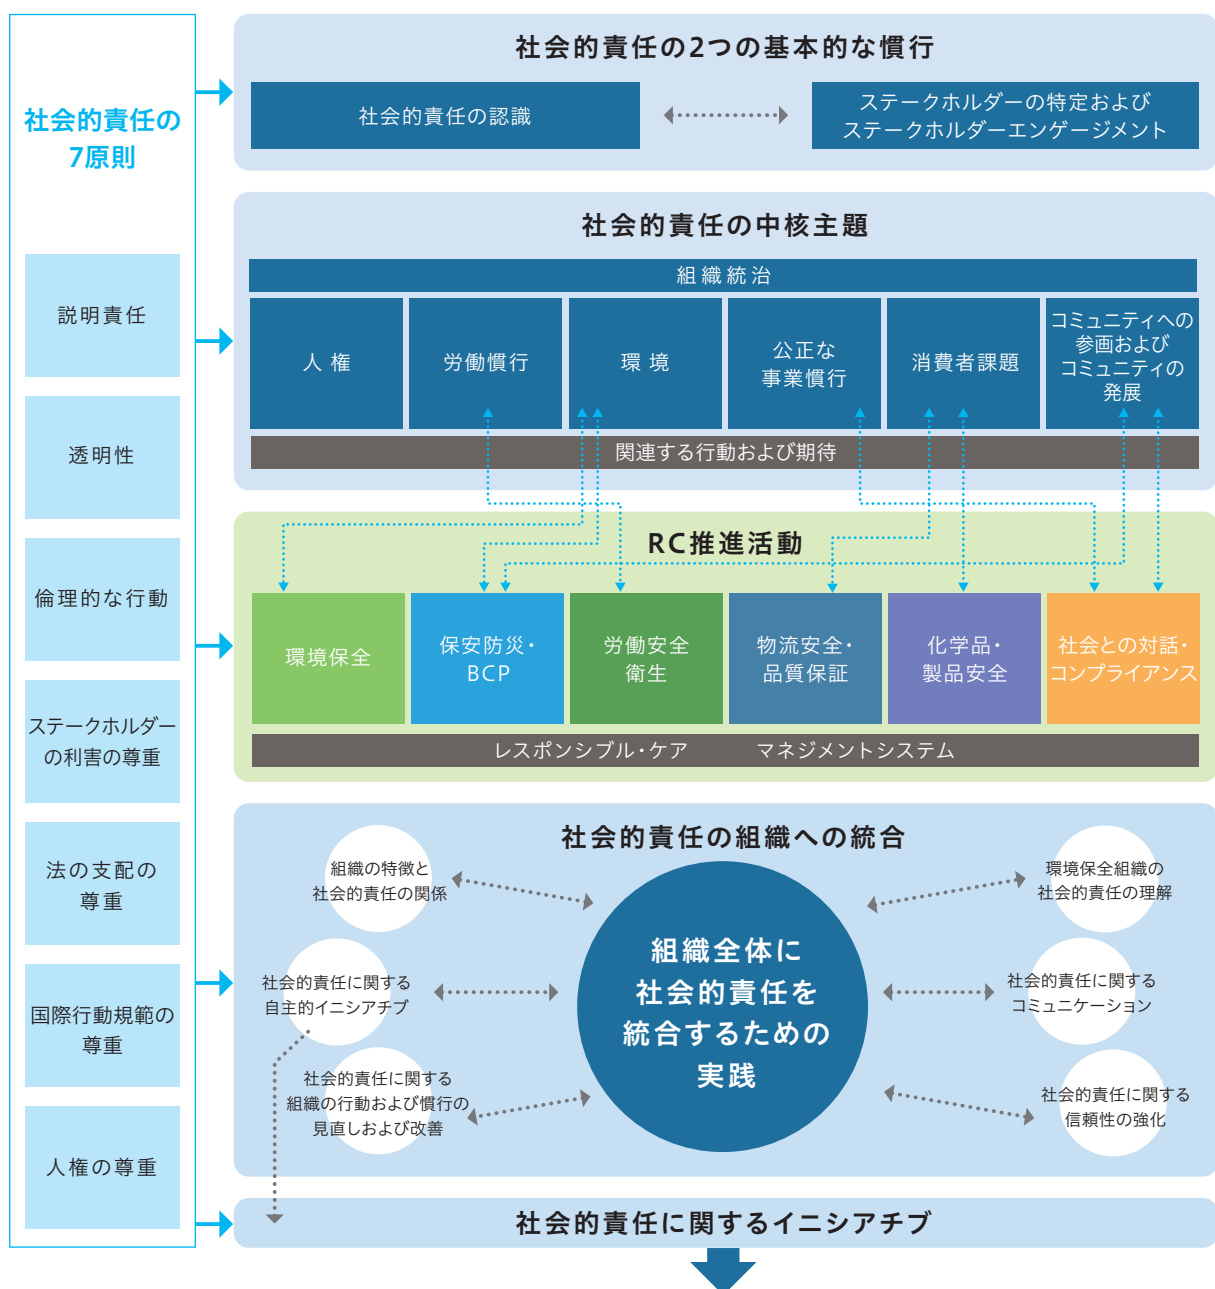 社会的責任の
7原則
説明責任
透明性
倫理的な行動
ステークホルダー
の利害の尊重
法の支配の
尊重
国際行動規範の
尊重
人権の尊重
社会的責任の2つの基本的な慣行
社会的責任の認識
ステークホルダーの特定および
ステークホルダーエンゲージメント
社会的責任の中核主題
組織統治
人権
労働慣行
環境
公正な
事業慣行
消費者課題
コミュニティへの
参画および
コミュニティの
発展
関連する行動および期待
RC推進活動
環境保全
保安防災・
BCP
労働安全
衛生
物流安全・
品質保証
化学品・
製品安全
社会との対話・
コンプライアンス
レスポンシブル・ケア　マネジメントシステム
社会的責任の組織への統合
組織の特徴と
社会的責任の関係
社会的責任に関する
自主的イニシアチブ
社会的責任に関する
組織の行動および慣行の
見直しおよび改善
組織全体に
社会的責任を
統合するための
実践
環境保全組織の
社会的責任の理解
社会的責任に関する
コミュニケーション
社会的責任に関する
信頼性の強化
社会的責任に関するイニシアチブ